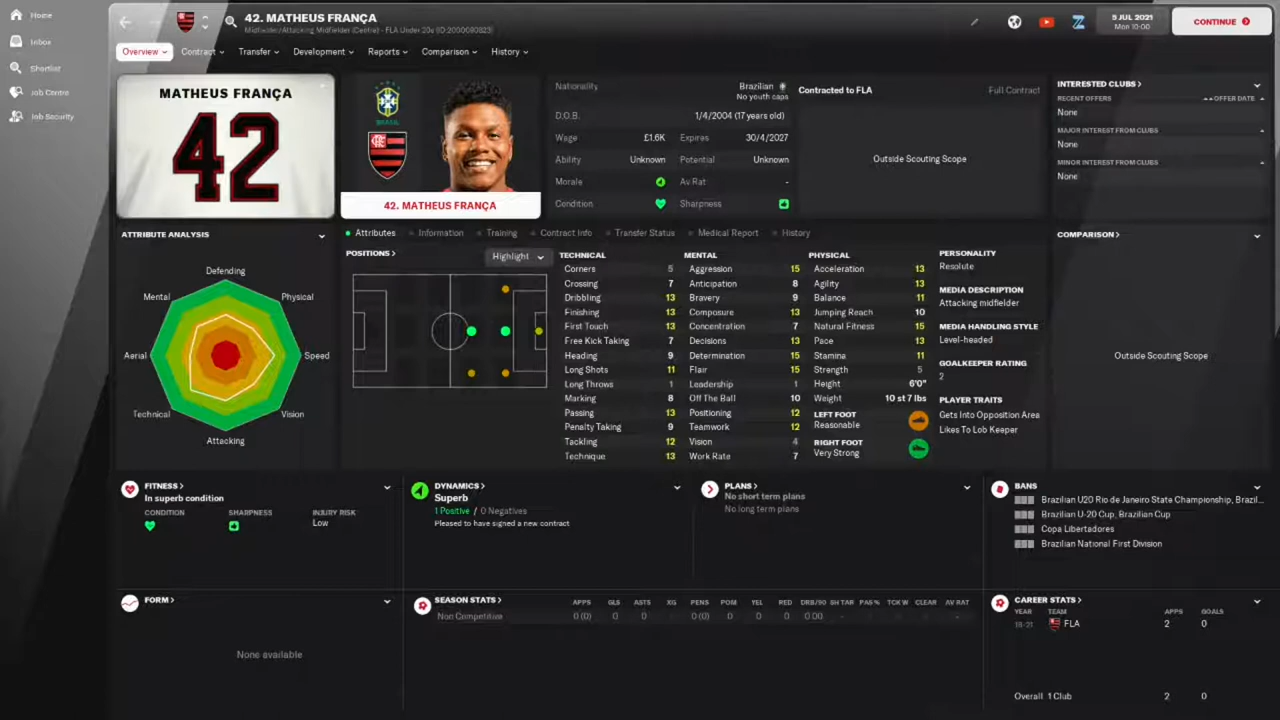 Home
Inbox
Shortlist
Job Centre
Job Security
42. MATHEUS FRANÇA
Midfielder/Attacking Midfielder (Centre) - FLA Under 20s (ID:2000080823)
9 JUL 2021
Mon 10:00
CONTINUE
Overview
Contract
Transfer
Development
Reports
Comparison
History
MATHEUS FRANÇA
42
BRASIL
42. MATHEUS FRANÇA
Nationality Brazilian
No youth caps
D.O.B. 1/4/2004 (17 years old)
Wage £1.6K Expires 30/4/2027
Ability Unknown Potential Unknown
Morale Av Rat -
Condition Sharpness
Contracted to FLA Full Contract
Outside Scouting Scope
INTERESTED CLUBS
RECENT OFFERS OFFER DATE
None
MAJOR INTEREST FROM CLUBS
None
MINOR INTEREST FROM CLUBS
None
ATTRIBUTE ANALYSIS
Defending
Physical
Speed
Vision
Attacking
Technical
Aerial
Mental
Attributes Information Training Contract Info Transfer Status Medical Report History
POSITIONS Highlight
TECHNICAL
Corners 5
Crossing 7
Dribbling 13
Finishing 13
First Touch 13
Free Kick Taking 7
Heading 9
Long Shots 11
Long Throws 1
Marking 8
Passing 13
Penalty Taking 9
Tackling 12
Technique 13
MENTAL
Aggression 15
Anticipation 8
Bravery 9
Composure 13
Concentration 7
Decisions 13
Determination 15
Flair 15
Leadership 1
Off The Ball 10
Positioning 12
Teamwork 12
Vision 4
Work Rate 7
PHYSICAL
Acceleration 13
Agility 13
Balance 11
Jumping Reach 10
Natural Fitness 15
Pace 13
Stamina 11
Strength 5
Height 6'0"
Weight 10 st 7 lbs
LEFT FOOT
Reasonable
RIGHT FOOT
Very Strong
PERSONALITY
Resolute
MEDIA DESCRIPTION
Attacking midfielder
MEDIA HANDLING STYLE
Level-headed
GOALKEEPER RATING
2
PLAYER TRAITS
Gets Into Opposition Area
Likes To Lob Keeper
COMPARISON
Outside Scouting Scope
FITNESS
In superb condition
CONDITION SHARPNESS INJURY RISK
Low
DYNAMICS
Superb
1 Positive / 0 Negatives
Pleased to have signed a new contract
PLANS
No short term plans
No long term plans
BANS
Brazilian U20 Rio de Janeiro State Championship, Brazil...
Brazilian U-20 Cup, Brazilian Cup
Copa Libertadores
Brazilian National First Division
FORM
None available
SEASON STATS APPS GLS ASTS XG PENS POM YEL RED DRB/90 SH TAR PAS % TCK W CLEAR AV RAT
Non Competitive 0 (0) 0 0 - 0 (0) 0 0 0 0.00 - - - - -
CAREER STATS
YEAR TEAM APPS GOALS
FLA 2 0
Overall 1 Club 2 0